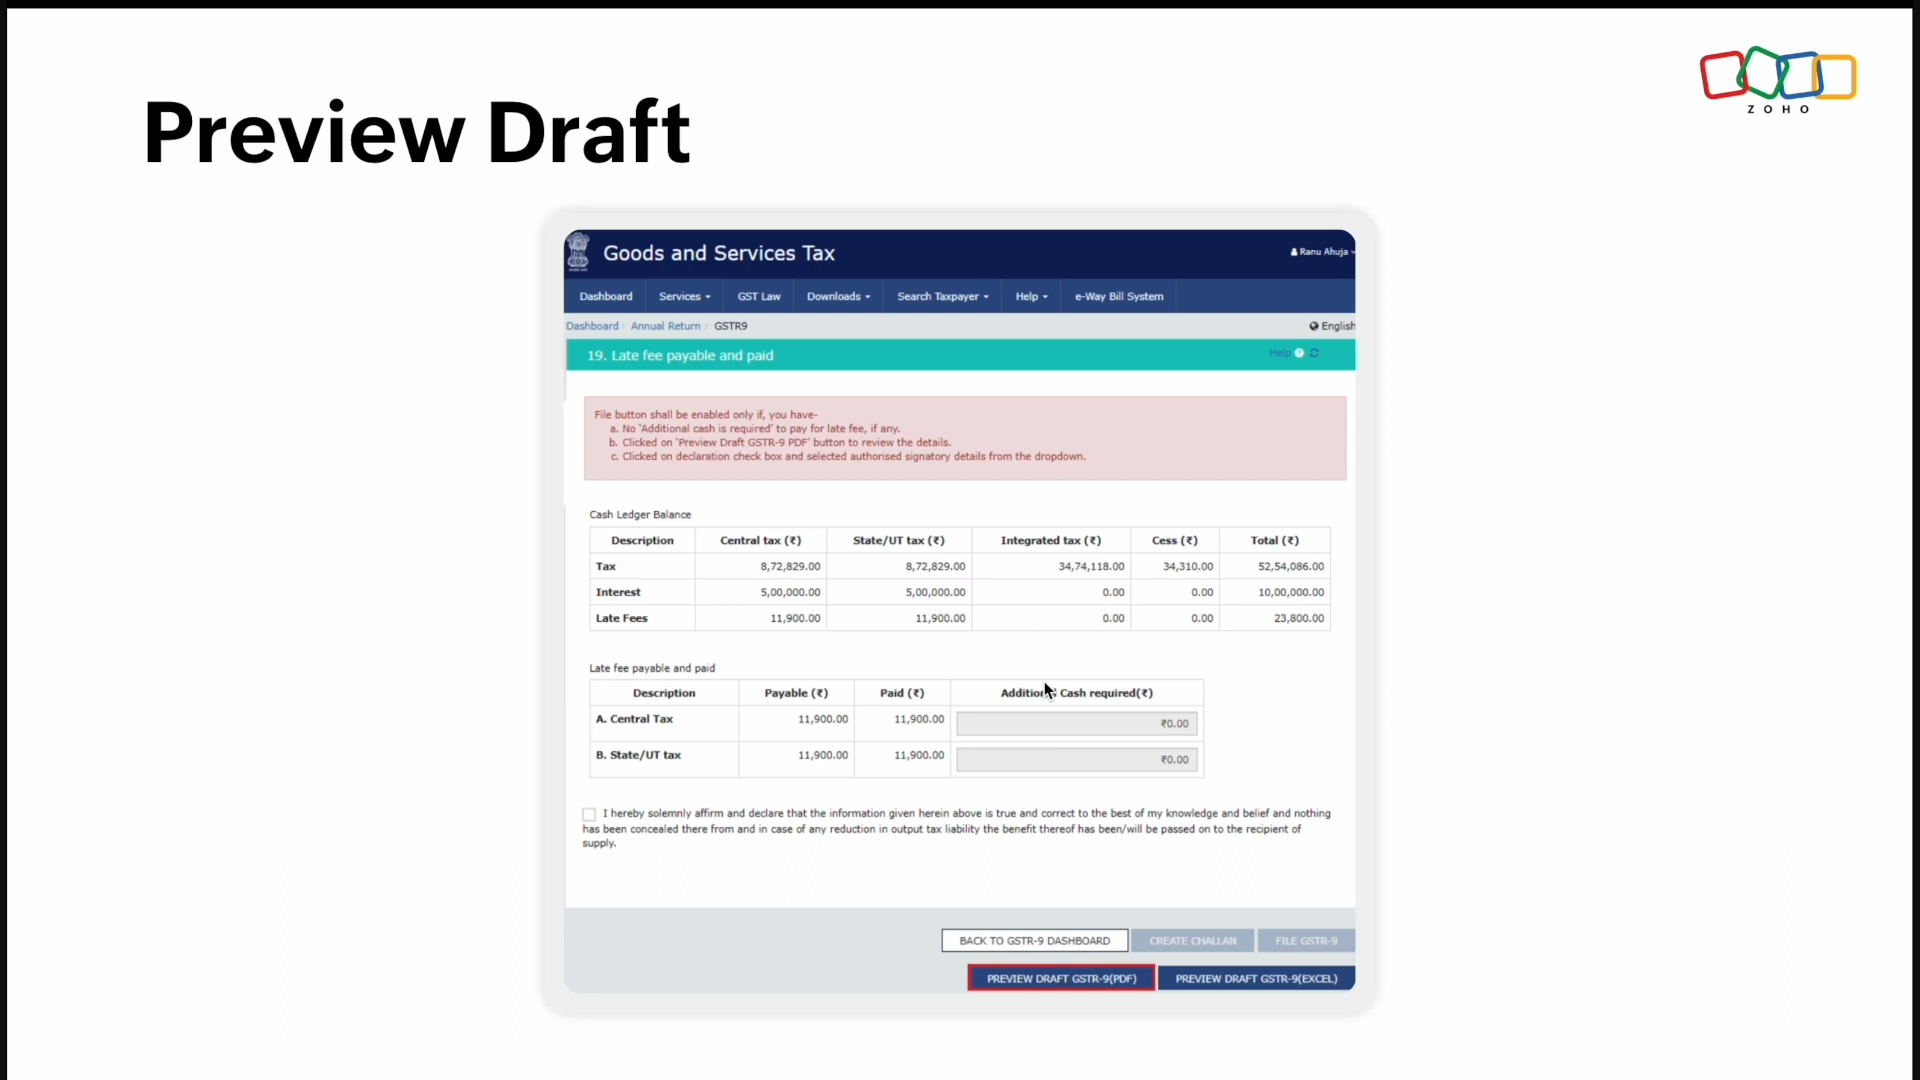 ZOHO
Preview Draft
Goods and Services Tax
Ranu Ahuja
Dashboard Services GST Law Downloads Search Taxpayer Help e-Way Bill System
Dashboard Annual Return GSTR9 English
19. Late fee payable and paid Help
File button shall be enabled only if, you have-
a. No 'Additional cash is required' to pay for late fee, if any.
b. Clicked on 'Preview Draft GSTR-9 PDF' button to review the details.
c. Clicked on declaration check box and selected authorised signatory details from the dropdown.
Cash Ledger Balance
Description Central tax (₹) State/UT tax (₹) Integrated tax (₹) Cess (₹) Total (₹)
Tax 8,72,829.00 8,72,829.00 34,74,118.00 34,310.00 52,54,086.00
Interest 5,00,000.00 5,00,000.00 0.00 0.00 10,00,000.00
Late Fees 11,900.00 11,900.00 0.00 0.00 23,800.00
Late fee payable and paid
Description Payable (₹) Paid (₹) Additional Cash required(₹)
A. Central Tax 11,900.00 11,900.00 ₹0.00
B. State/UT tax 11,900.00 11,900.00 ₹0.00
I hereby solemnly affirm and declare that the information given herein above is true and correct to the best of my knowledge and belief and nothing
has been concealed there from and in case of any reduction in output tax liability the benefit thereof has been/will be passed on to the recipient of
supply.
BACK TO GSTR-9 DASHBOARD CREATE CHALLAN FILE GSTR-9
PREVIEW DRAFT GSTR-9(PDF) PREVIEW DRAFT GSTR-9(EXCEL)